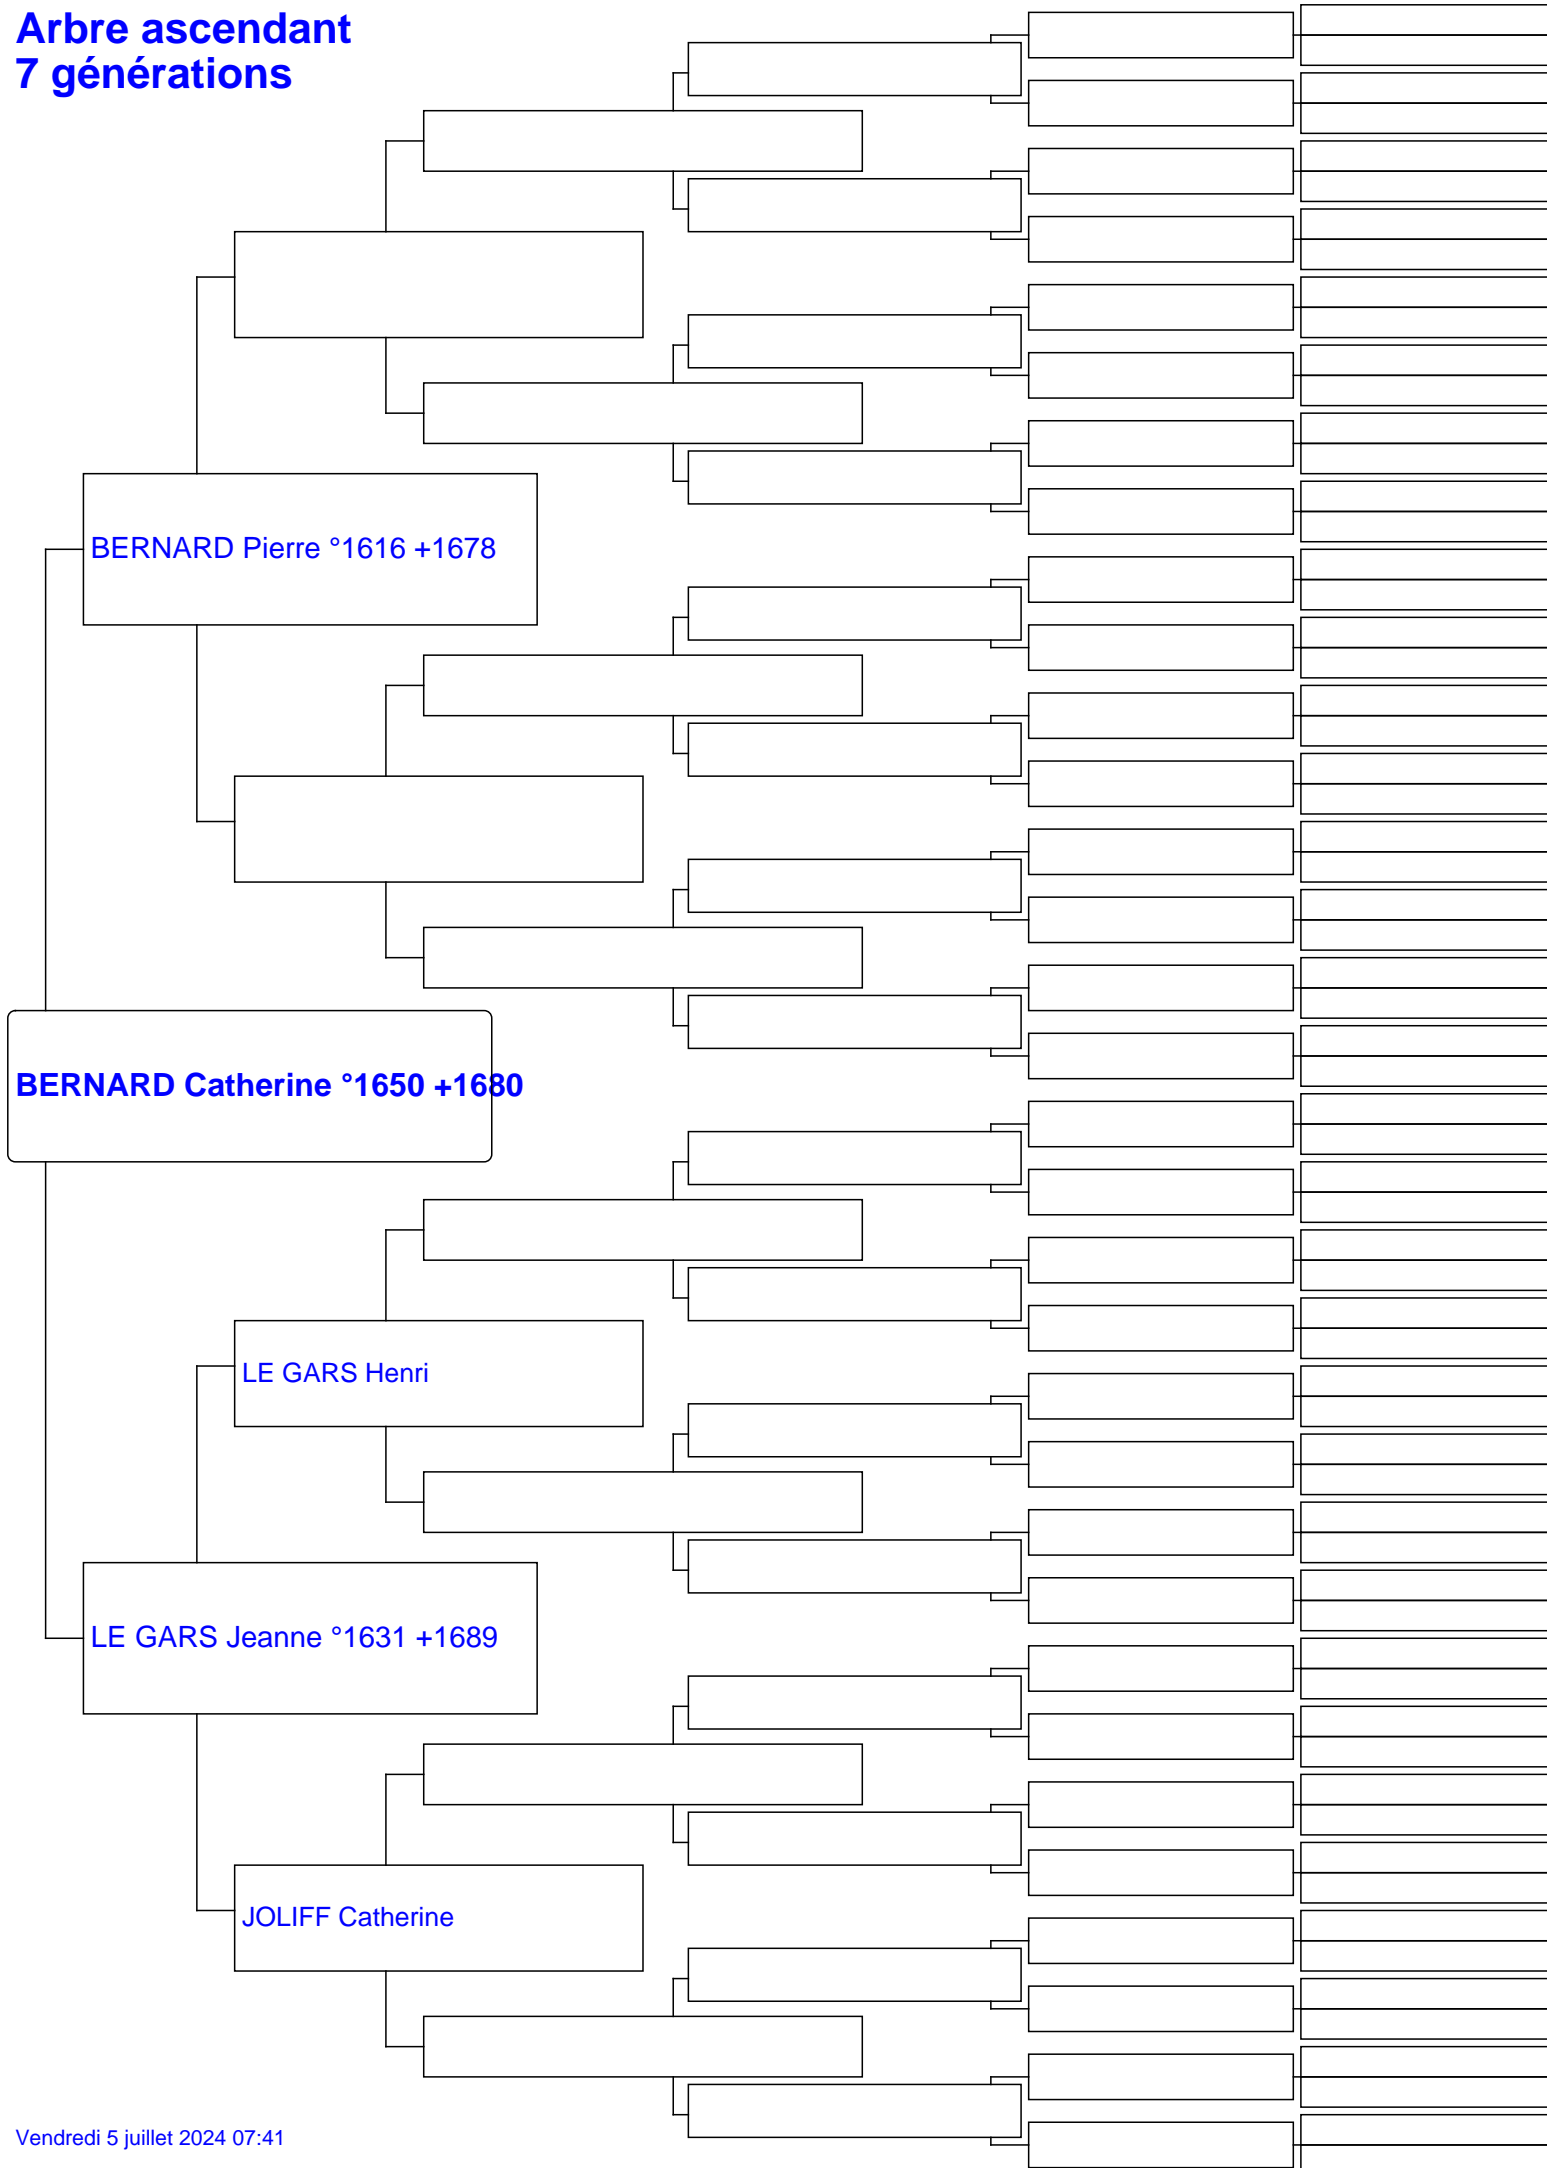 Arbre ascendant
7 générations
BERNARD Pierre °1616 +1678
BERNARD Catherine °1650 +1680
LE GARS Henri
LE GARS Jeanne °1631 +1689
JOLIFF Catherine
Vendredi 5 juillet 2024 07:41